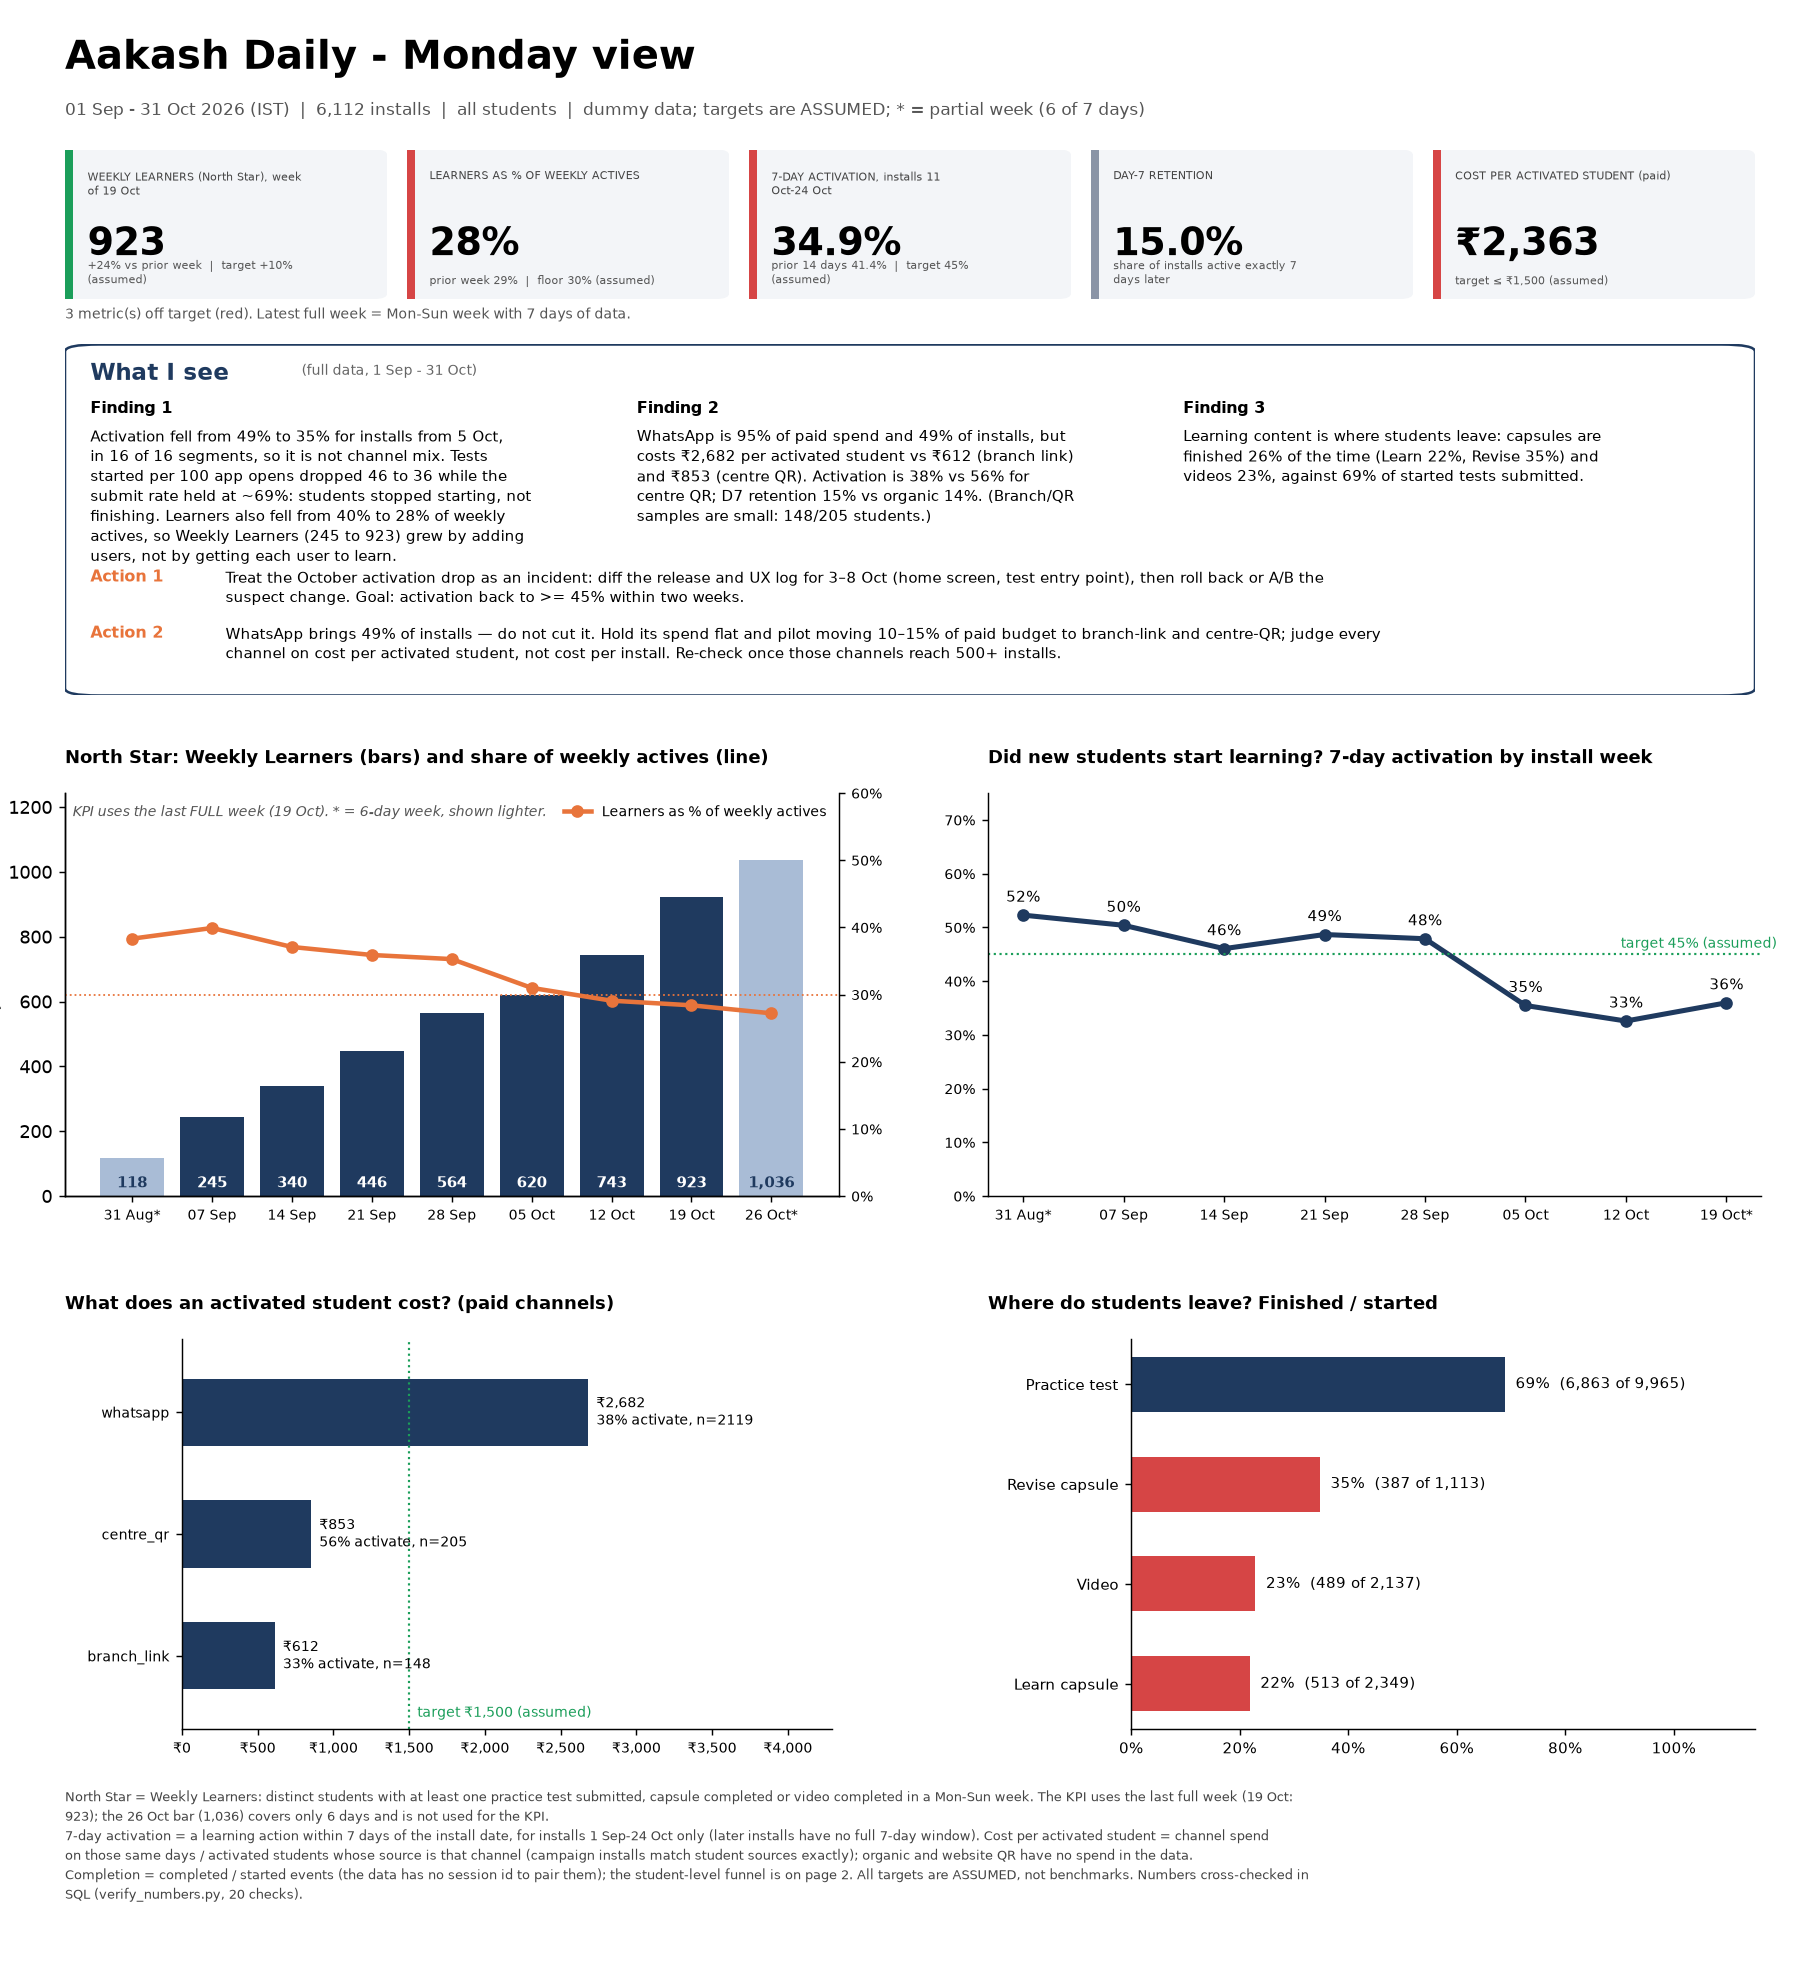 Aakash Daily - Monday view
01 Sep - 31 Oct 2026 (IST) | 6,112 installs | all students | dummy data; targets are ASSUMED; * = partial week (6 of 7 days)
WEEKLY LEARNERS (North Star), week
of 19 Oct
923
+24% vs prior week | target +10%
(assumed)
LEARNERS AS % OF WEEKLY ACTIVES
28%
prior week 29% | floor 30% (assumed)
7-DAY ACTIVATION, installs 11
Oct-24 Oct
34.9%
prior 14 days 41.4% | target 45%
(assumed)
DAY-7 RETENTION
15.0%
share of installs active exactly 7
days later
COST PER ACTIVATED STUDENT (paid)
₹2,363
target ≤ ₹1,500 (assumed)
3 metric(s) off target (red). Latest full week = Mon-Sun week with 7 days of data.
What I see (full data, 1 Sep - 31 Oct)
Finding 1
Activation fell from 49% to 35% for installs from 5 Oct,
in 16 of 16 segments, so it is not channel mix. Tests
started per 100 app opens dropped 46 to 36 while the
submit rate held at ~69%: students stopped starting, not
finishing. Learners also fell from 40% to 28% of weekly
actives, so Weekly Learners (245 to 923) grew by adding
users, not by getting each user to learn.
Finding 2
WhatsApp is 95% of paid spend and 49% of installs, but
costs ₹2,682 per activated student vs ₹612 (branch link)
and ₹853 (centre QR). Activation is 38% vs 56% for
centre QR; D7 retention 15% vs organic 14%. (Branch/QR
samples are small: 148/205 students.)
Finding 3
Learning content is where students leave: capsules are
finished 26% of the time (Learn 22%, Revise 35%) and
videos 23%, against 69% of started tests submitted.
Action 1
Treat the October activation drop as an incident: diff the release and UX log for 3–8 Oct (home screen, test entry point), then roll back or A/B the
suspect change. Goal: activation back to >= 45% within two weeks.
Action 2
WhatsApp brings 49% of installs — do not cut it. Hold its spend flat and pilot moving 10–15% of paid budget to branch-link and centre-QR; judge every
channel on cost per activated student, not cost per install. Re-check once those channels reach 500+ installs.
North Star: Weekly Learners (bars) and share of weekly actives (line)
KPI uses the last FULL week (19 Oct). * = 6-day week, shown lighter.
Learners as % of weekly actives
1200
1000
800
600
400
200
0
60%
50%
40%
30%
20%
10%
0%
118 245 340 446 564 620 743 923 1,036
31 Aug* 07 Sep 14 Sep 21 Sep 28 Sep 05 Oct 12 Oct 19 Oct 26 Oct*
Did new students start learning? 7-day activation by install week
70%
60%
50%
40%
30%
20%
10%
0%
52% 50% 46% 49% 48% 35% 33% 36%
target 45% (assumed)
31 Aug* 07 Sep 14 Sep 21 Sep 28 Sep 05 Oct 12 Oct 19 Oct*
What does an activated student cost? (paid channels)
whatsapp
₹2,682
38% activate, n=2119
centre_qr
₹853
56% activate, n=205
branch_link
₹612
33% activate, n=148
target ₹1,500 (assumed)
₹0 ₹500 ₹1,000 ₹1,500 ₹2,000 ₹2,500 ₹3,000 ₹3,500 ₹4,000
Where do students leave? Finished / started
Practice test 69% (6,863 of 9,965)
Revise capsule 35% (387 of 1,113)
Video 23% (489 of 2,137)
Learn capsule 22% (513 of 2,349)
0% 20% 40% 60% 80% 100%
North Star = Weekly Learners: distinct students with at least one practice test submitted, capsule completed or video completed in a Mon-Sun week. The KPI uses the last full week (19 Oct:
923); the 26 Oct bar (1,036) covers only 6 days and is not used for the KPI.
7-day activation = a learning action within 7 days of the install date, for installs 1 Sep-24 Oct only (later installs have no full 7-day window). Cost per activated student = channel spend
on those same days / activated students whose source is that channel (campaign installs match student sources exactly); organic and website QR have no spend in the data.
Completion = completed / started events (the data has no session id to pair them); the student-level funnel is on page 2. All targets are ASSUMED, not benchmarks. Numbers cross-checked in
SQL (verify_numbers.py, 20 checks).